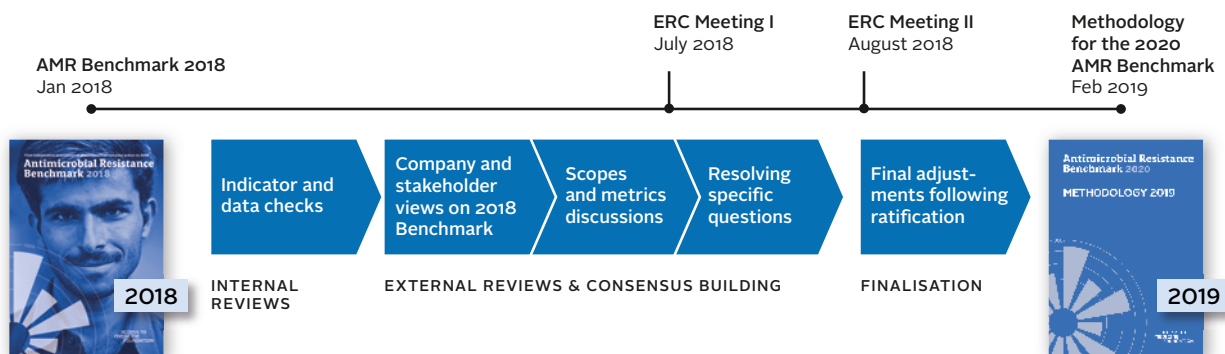 ERC Meeting I
July 2018
ERC Meeting II
August 2018
Methodology
for the 2020
AMR Benchmark
Feb 2019
AMR Benchmark 2018
Jan 2018
Antimicrobial Resistance
Benchmark 2018
2018
Indicator and
data checks
Company and
stakeholder
views on 2018
Benchmark
Scopes
and metrics
discussions
Resolving
specific
questions
Final adjust-
ments following
ratification
Antimicrobial Resistance
Benchmark 2020
METHODOLOGY 2019
2019
INTERNAL
REVIEWS
EXTERNAL REVIEWS & CONSENSUS BUILDING
FINALISATION